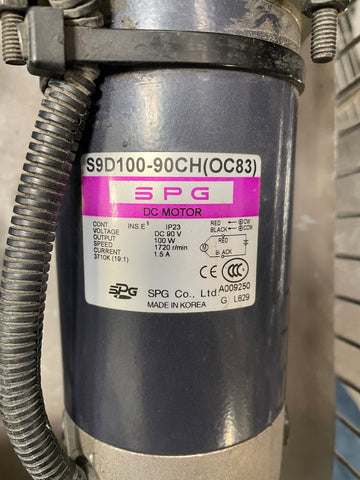 S9D100-90CH(OC83)
SPG
DC MOTOR
CONT. INS.E IP23
VOLTAGE DC 90 V
OUTPUT 100 W
SPEED 1720 r/min
CURRENT 1.5 A
3710K (19:1)
RED CW
BLACK CCW
RED
M
BLACK
CE CCC
A009250
SPG SPG Co., Ltd
G L829
MADE IN KOREA